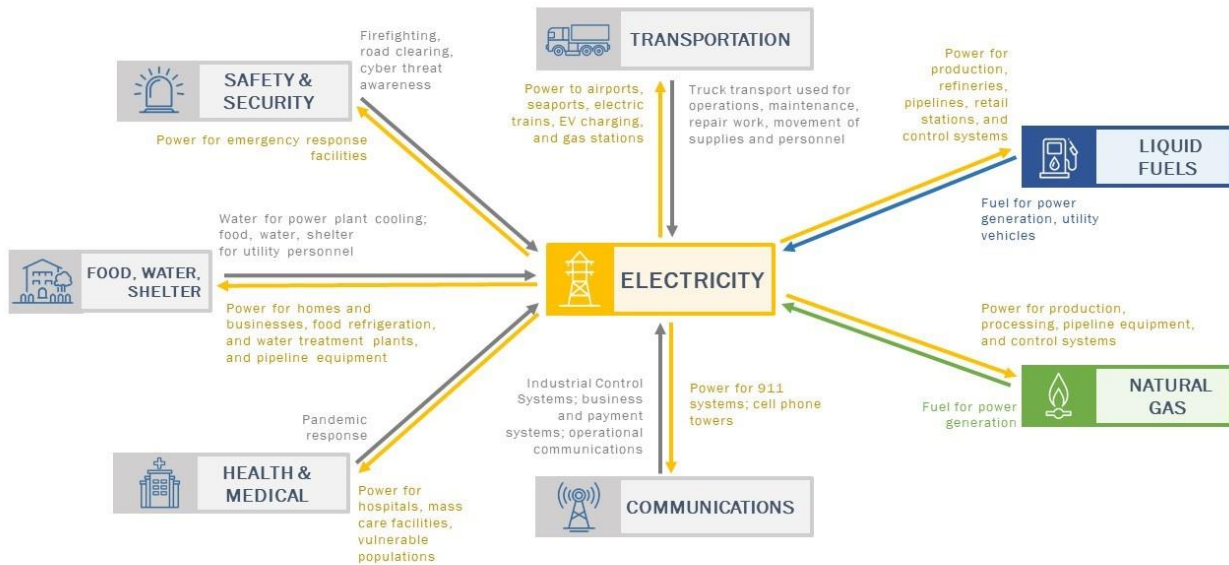 Firefighting,
road clearing,
cyber threat
awareness
SAFETY &
SECURITY
Power for emergency response
facilities
TRANSPORTATION
Power to airports,
seaports, electric
trains, EV charging,
and gas stations
Truck transport used for
operations, maintenance,
repair work, movement of
supplies and personnel
Power for
production,
refineries,
pipelines, retail
stations, and
control systems
LIQUID
FUELS
Fuel for power
generation, utility
vehicles
Water for power plant cooling;
food, water, shelter
for utility personnel
FOOD, WATER,
SHELTER
Power for homes and
businesses, food refrigeration,
and water treatment plants,
and pipeline equipment
ELECTRICITY
Power for production,
processing, pipeline equipment,
and control systems
NATURAL
GAS
Fuel for power
generation
Pandemic
response
HEALTH &
MEDICAL
Power for
hospitals, mass
care facilities,
vulnerable
populations
Industrial Control
Systems; business
and payment
systems; operational
communications
Power for 911
systems; cell phone
towers
COMMUNICATIONS